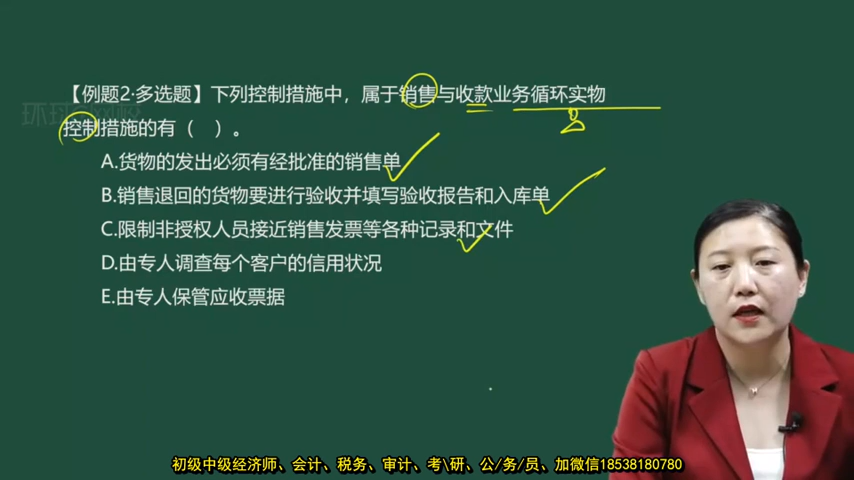 【例题2·多选题】下列控制措施中，属于销售与收款业务循环实物
控制措施的有（ ）。
A.货物的发出必须有经批准的销售单
B.销售退回的货物要进行验收并填写验收报告和入库单
C.限制非授权人员接近销售发票等各种记录和文件
D.由专人调查每个客户的信用状况
E.由专人保管应收票据
初级中级经济师、会计、税务、审计、考\研、公/务/员、加微信18538180780